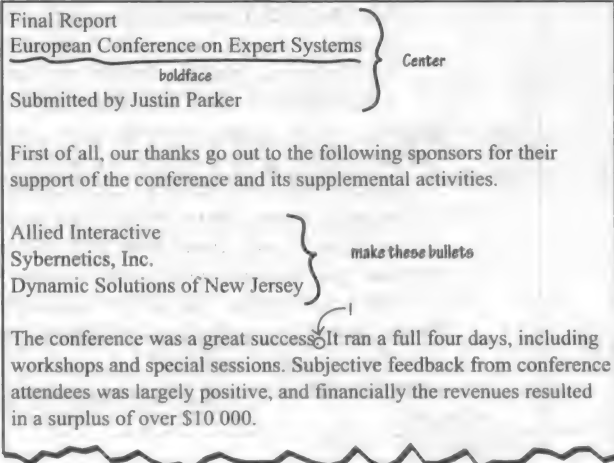 Final Report
European Conference on Expert Systems
boldface
Center
Submitted by Justin Parker
First of all, our thanks go out to the following sponsors for their
support of the conference and its supplemental activities.
Allied Interactive
Sybernetics, Inc.
make these bullets
Dynamic Solutions of New Jersey
The conference was a great success. It ran a full four days, including
workshops and special sessions. Subjective feedback from conference
attendees was largely positive, and financially the revenues resulted
in a surplus of over $10 000.